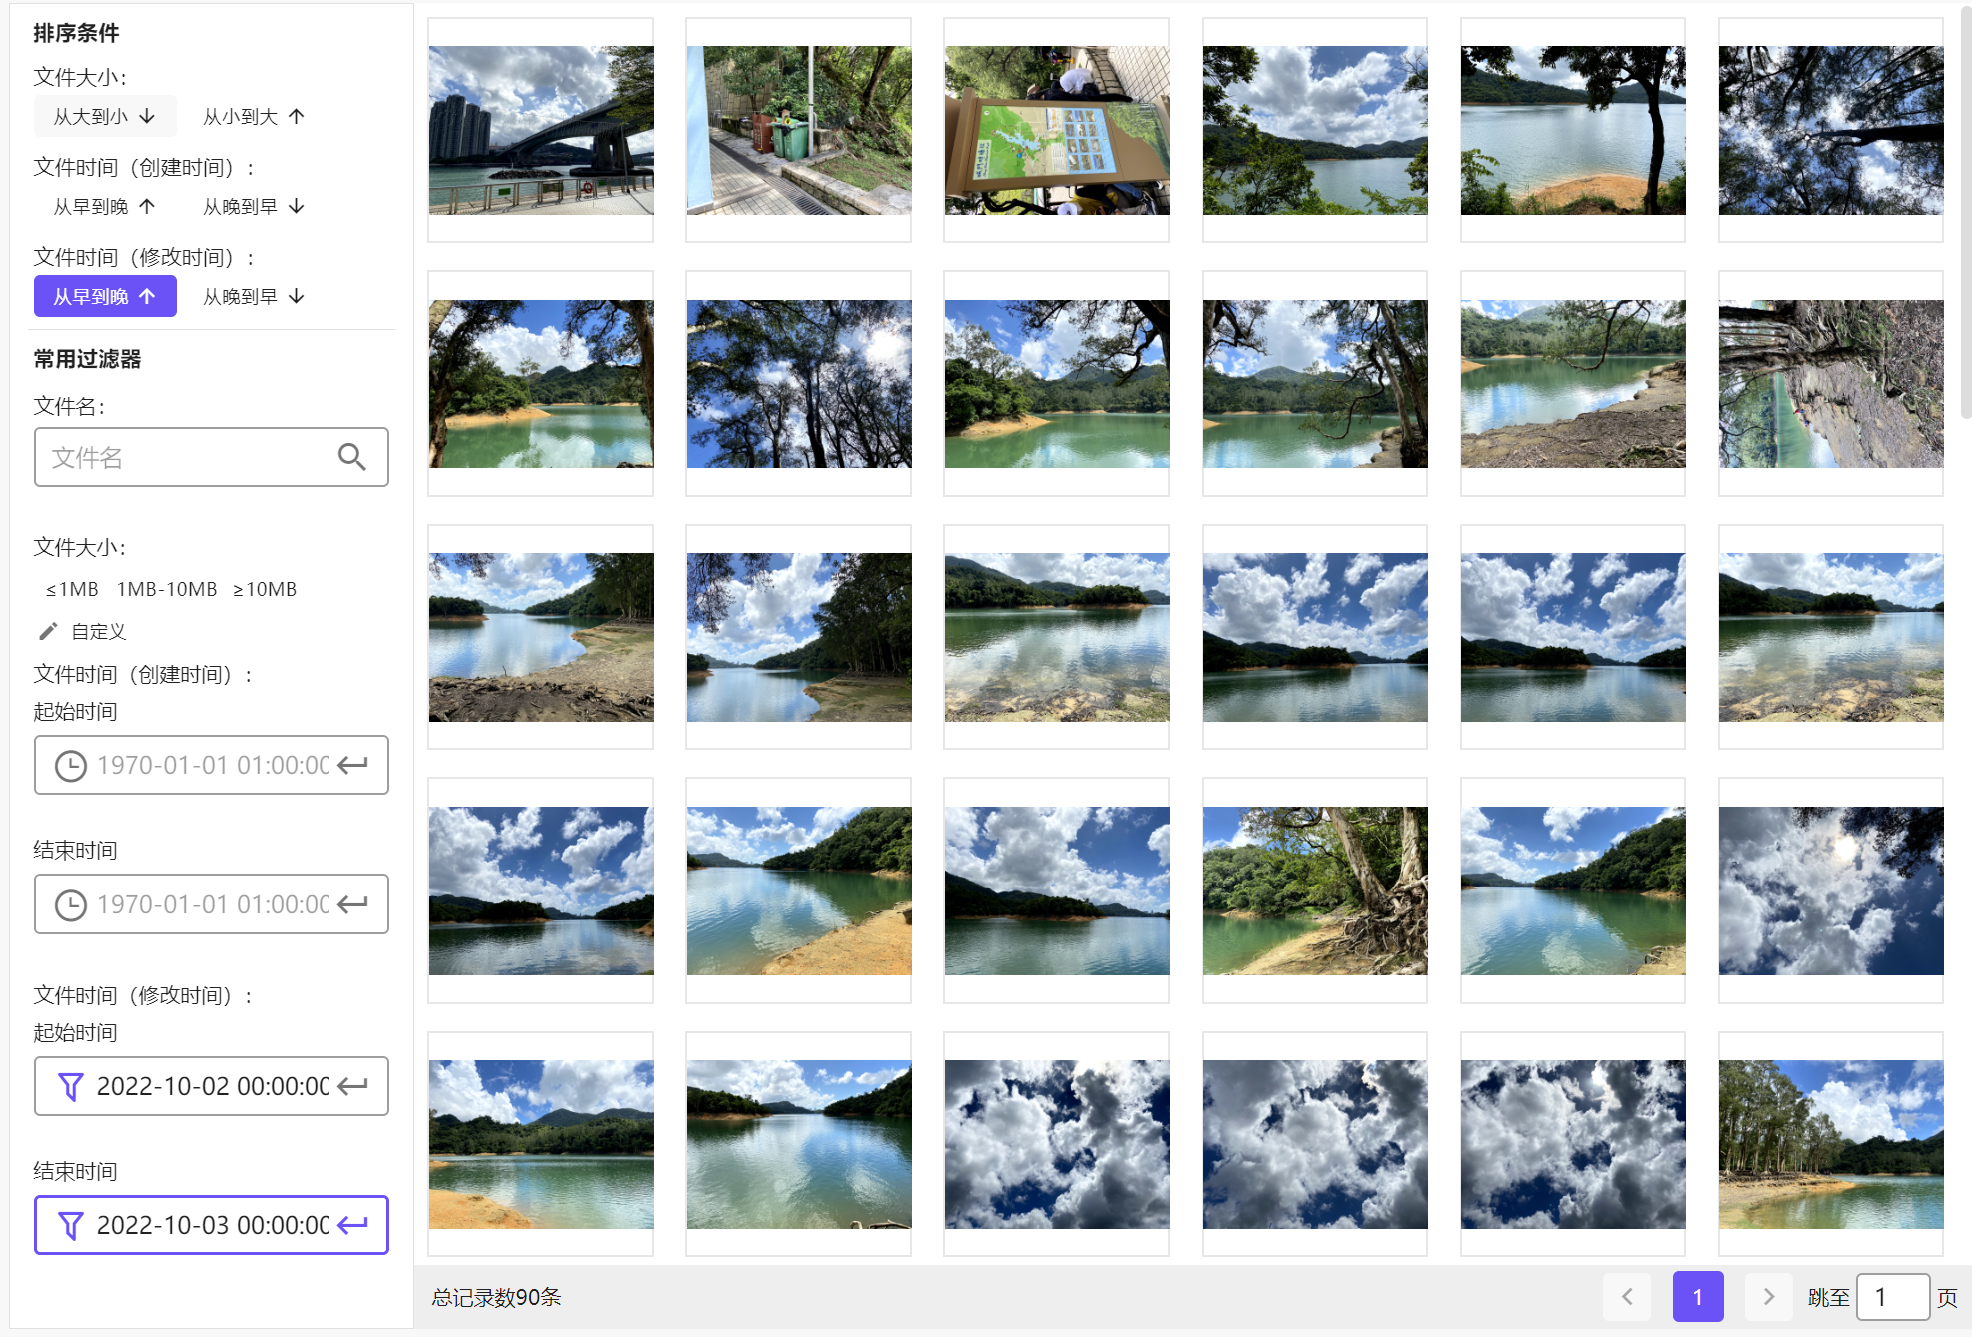 排序条件
文件大小：
从大到小 从小到大
文件时间（创建时间）：
从早到晚 从晚到早
文件时间（修改时间）：
从早到晚 从晚到早
常用过滤器
文件名：
文件名
文件大小：
≤1MB 1MB-10MB ≥10MB
自定义
文件时间（创建时间）：
起始时间
1970-01-01 01:00:00
结束时间
1970-01-01 01:00:00
文件时间（修改时间）：
起始时间
2022-10-02 00:00:00
结束时间
2022-10-03 00:00:00
总记录数90条
1 跳至 1 页